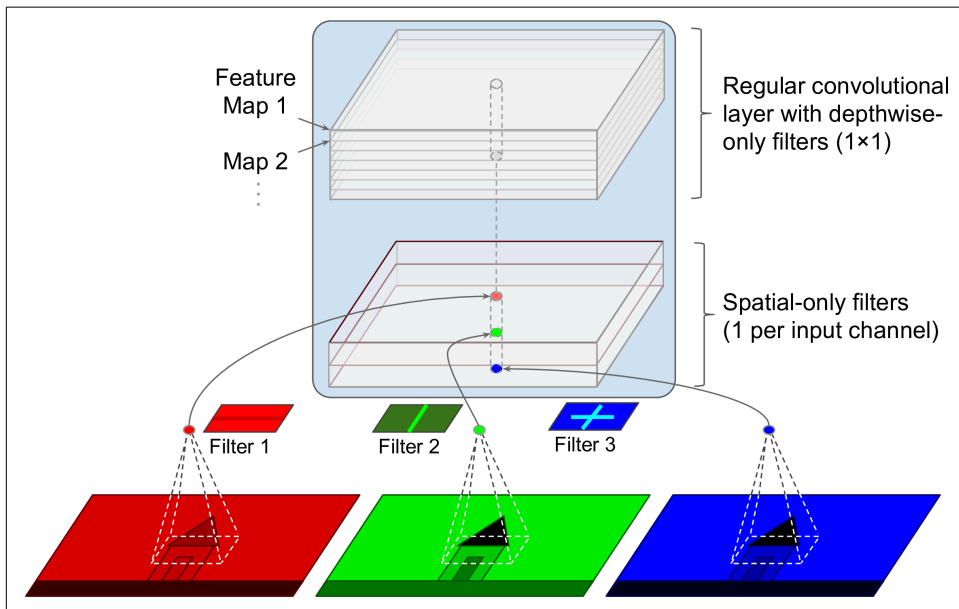 Feature
Map 1
Map 2
Regular convolutional
layer with depthwise-
only filters (1×1)
Spatial-only filters
(1 per input channel)
Filter 1
Filter 2
Filter 3